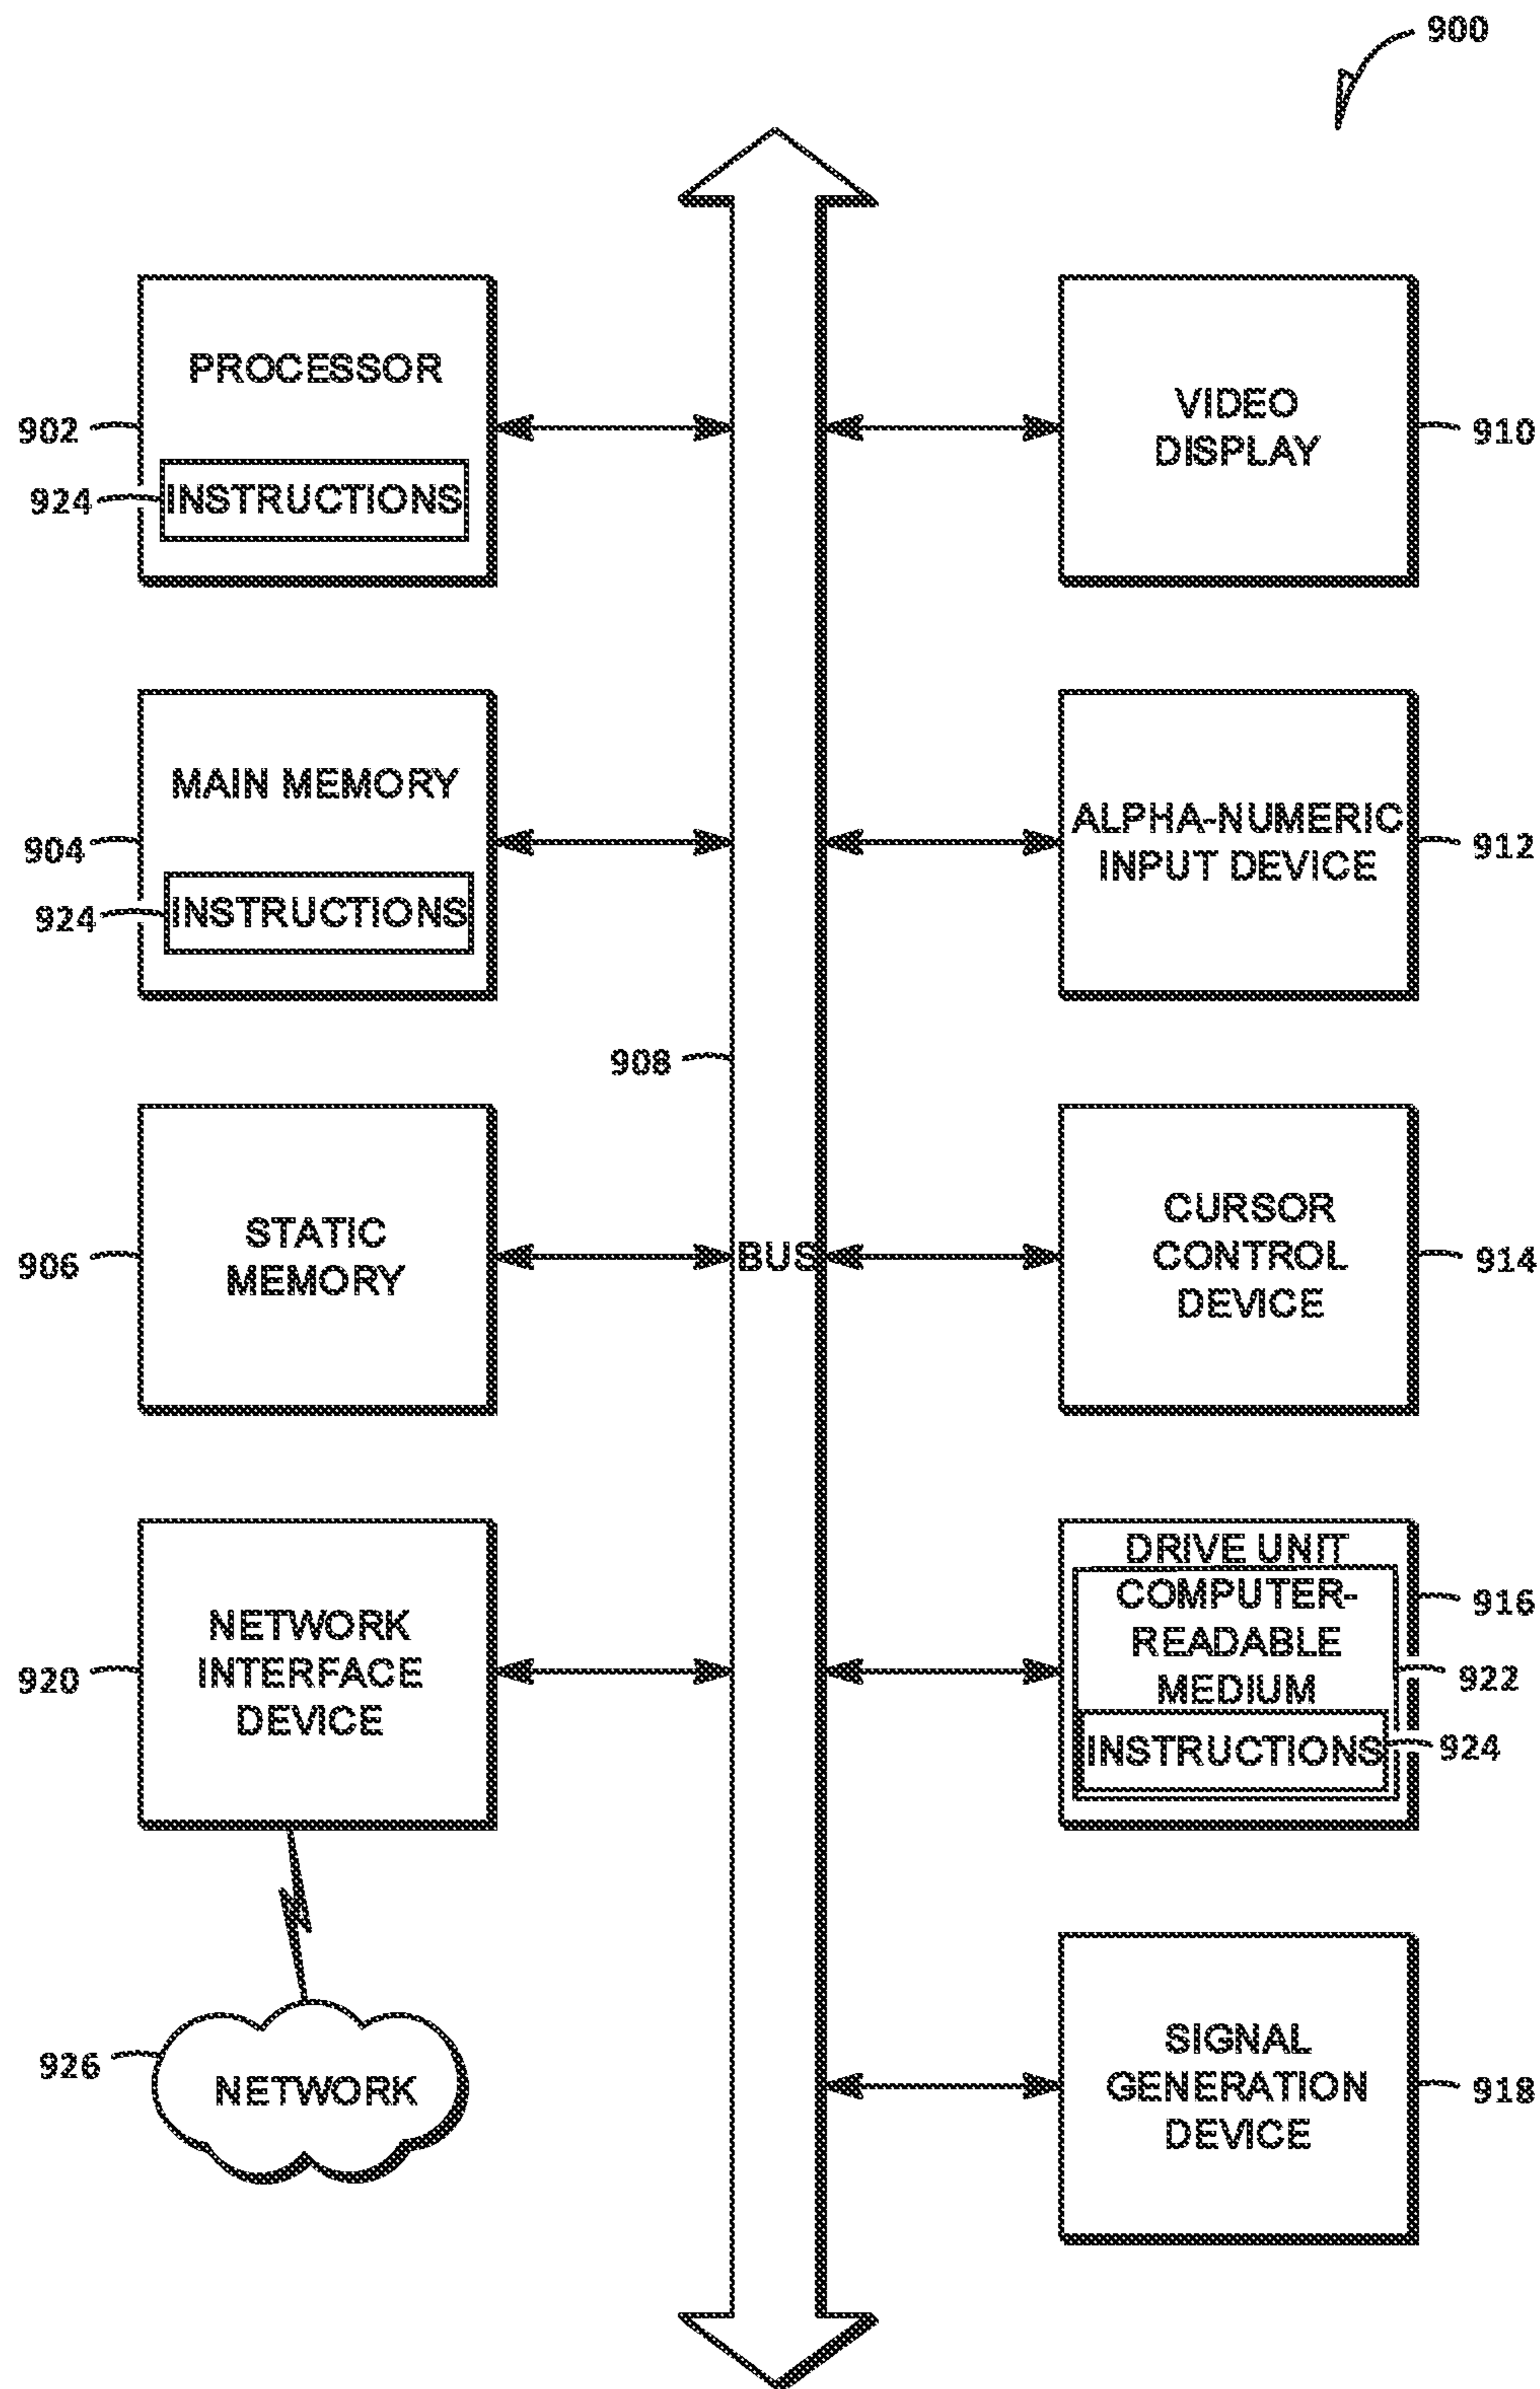 900
PROCESSOR
902
924
INSTRUCTIONS
VIDEO
DISPLAY
910
MAIN MEMORY
904
924
INSTRUCTIONS
ALPHA-NUMERIC
INPUT DEVICE
912
908
STATIC
MEMORY
906
BUS
CURSOR
CONTROL
DEVICE
914
NETWORK
INTERFACE
DEVICE
920
DRIVE UNIT
COMPUTER-
READABLE
MEDIUM
INSTRUCTIONS
916
922
924
926
NETWORK
SIGNAL
GENERATION
DEVICE
918